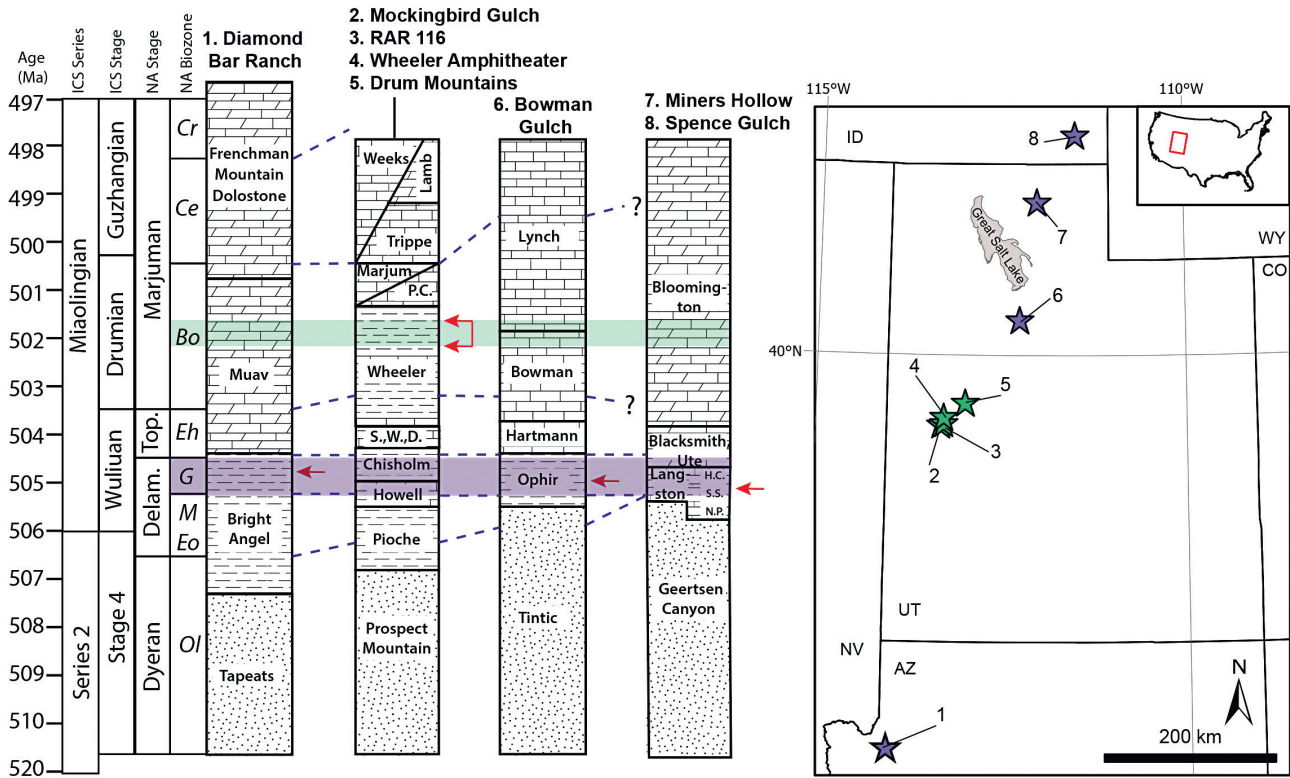 Age
(Ma)
ICS Series
ICS Stage
NA Stage
NA Biozone
1. Diamond
Bar Ranch
2. Mockingbird Gulch
3. RAR 116
4. Wheeler Amphitheater
5. Drum Mountains
6. Bowman
Gulch
7. Miners Hollow
8. Spence Gulch
497
498
499
500
501
502
503
504
505
506
507
508
509
510
520
Miaolingian
Series 2
Guzhangian
Drumian
Wuliuan
Stage 4
Marjuman
Top.
Delam.
Dyeran
Cr
Ce
Bo
Eh
G
M
Eo
Ol
Frenchman
Mountain
Dolostone
Muav
Bright
Angel
Tapeats
Weeks
Lamb
Trippe
Marjum
P.C.
Wheeler
S.,W.,D.
Chisholm
Howell
Pioche
Prospect
Mountain
Lynch
Bowman
Hartmann
Ophir
Tintic
?
?
Blooming-
ton
Blacksmith
Ute
Lang-
ston
H.C.
S.S.
N.P.
Geertsen
Canyon
115°W
110°W
40°N
ID
WY
CO
UT
NV
AZ
Great Salt Lake
8
7
6
5
4
3
2
1
N
200 km